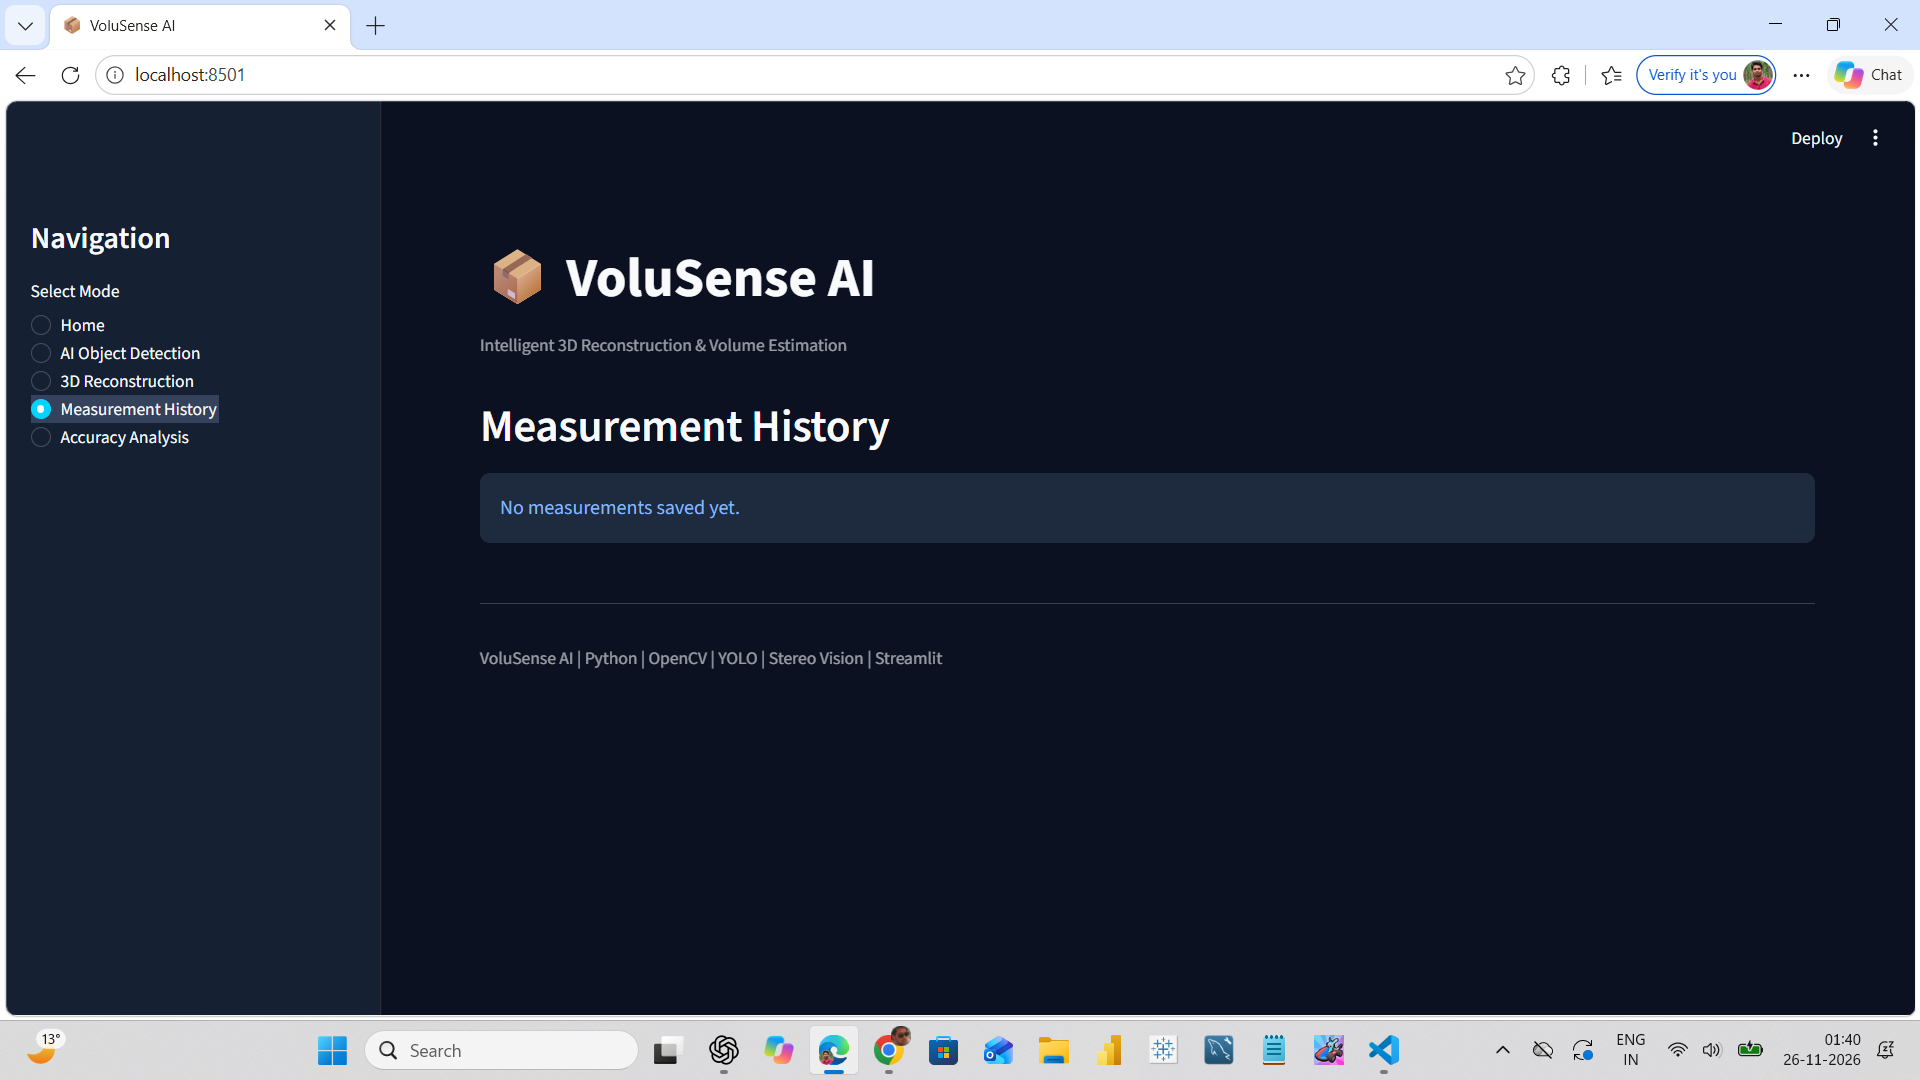 VoluSense AI
localhost:8501
Verify it's you
Chat
Deploy
Navigation
Select Mode
Home
AI Object Detection
3D Reconstruction
Measurement History
Accuracy Analysis
VoluSense AI
Intelligent 3D Reconstruction & Volume Estimation
Measurement History
No measurements saved yet.
VoluSense AI | Python | OpenCV | YOLO | Stereo Vision | Streamlit
13°
Search
ENG
IN
01:40
26-11-2026